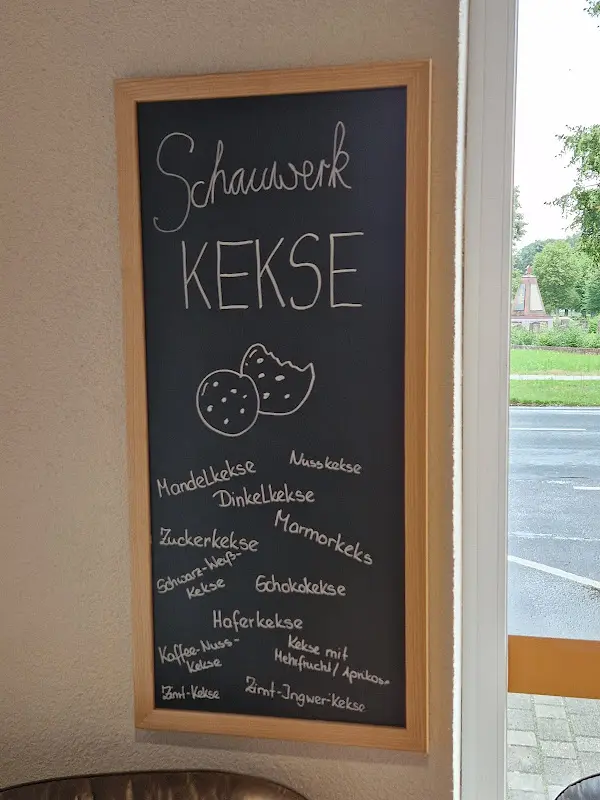 Schauwerk
KEKSE
Mandelkekse
Nusskekse
Dinkelkekse
Marmorkeks
Zuckerkekse
Schwarz-Weiß-
Kekse
Schokokekse
Haferkekse
Kaffee-Nuss-
Kekse
Kekse mit
Mehrfrucht/Aprikos-
Zimt-Kekse
Zimt-Ingwer-Kekse